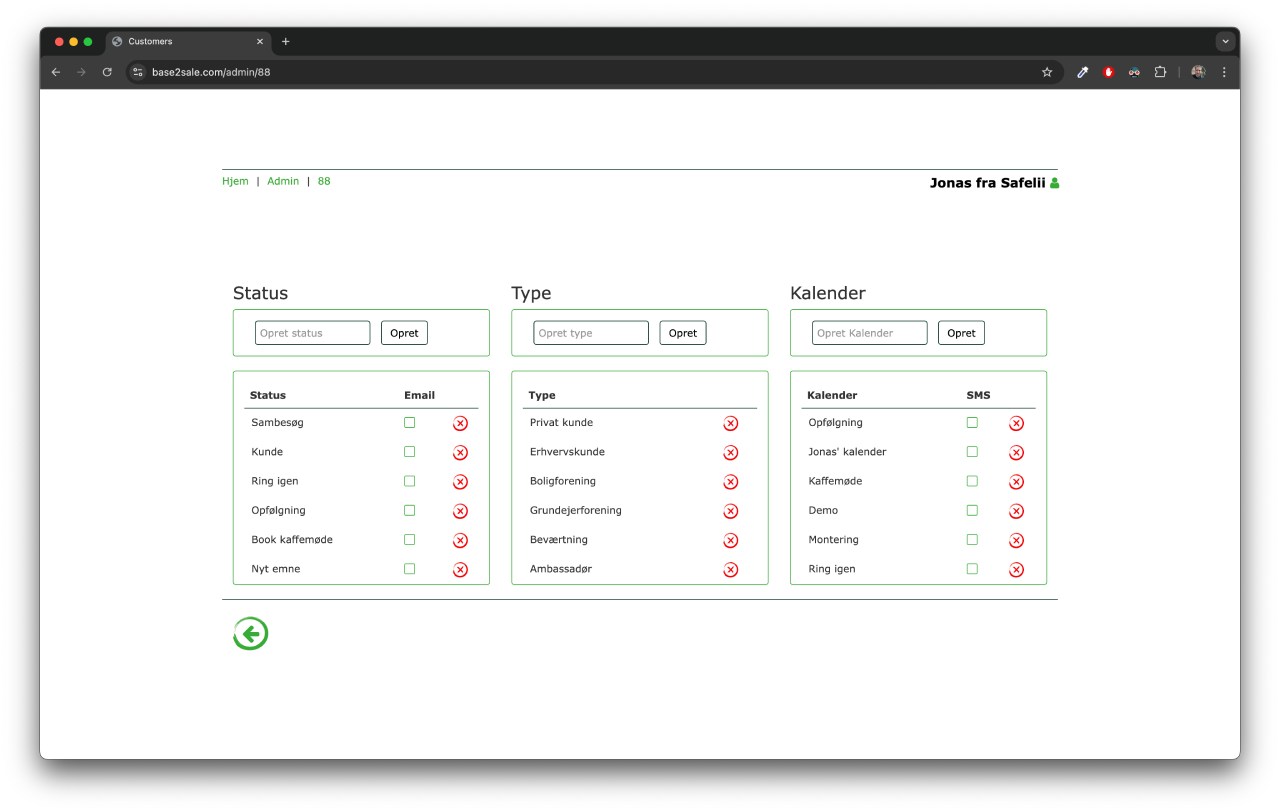 Customers
base2sale.com/admin/88
Hjem | Admin | 88
Jonas fra Safelii
Status
Opret status
Opret
Status Email
Sambesøg
Kunde
Ring igen
Opfølgning
Book kaffemøde
Nyt emne
Type
Opret type
Opret
Type
Privat kunde
Erhvervskunde
Boligforening
Grundejerforening
Beværtning
Ambassadør
Kalender
Opret Kalender
Opret
Kalender SMS
Opfølgning
Jonas' kalender
Kaffemøde
Demo
Montering
Ring igen